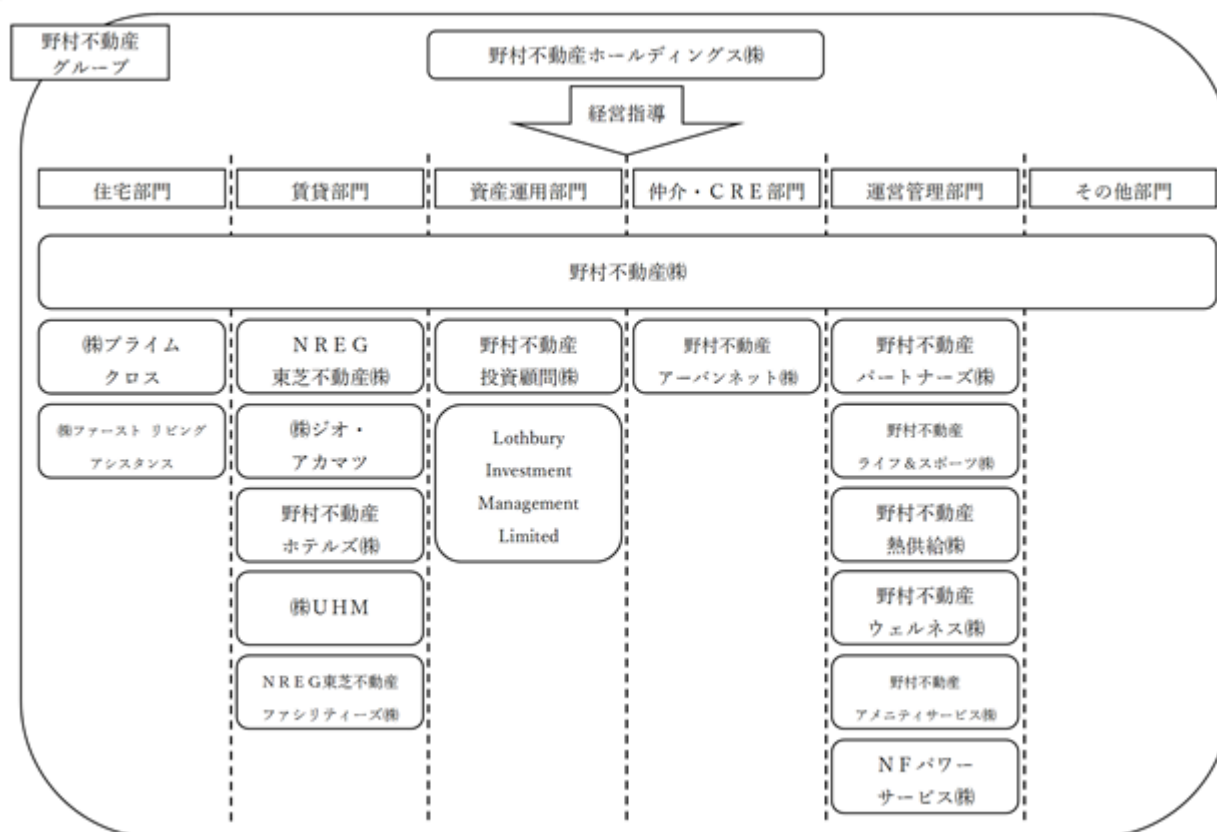 野村不動産
グループ
野村不動産ホールディングス㈱
経営指導
住宅部門
賃貸部門
資産運用部門
仲介・ＣＲＥ部門
運営管理部門
その他部門
野村不動産㈱
㈱プライム
クロス
㈱ファースト リビング
アシスタンス
ＮＲＥＧ
東芝不動産㈱
㈱ジオ・
アカマツ
野村不動産
ホテルズ㈱
㈱ＵＨＭ
ＮＲＥＧ東芝不動産
ファシリティーズ㈱
野村不動産
投資顧問㈱
Lothbury
Investment
Management
Limited
野村不動産
アーバンネット㈱
野村不動産
パートナーズ㈱
野村不動産
ライフ＆スポーツ㈱
野村不動産
熱供給㈱
野村不動産
ウェルネス㈱
野村不動産
アメニティサービス㈱
ＮＦパワー
サービス㈱